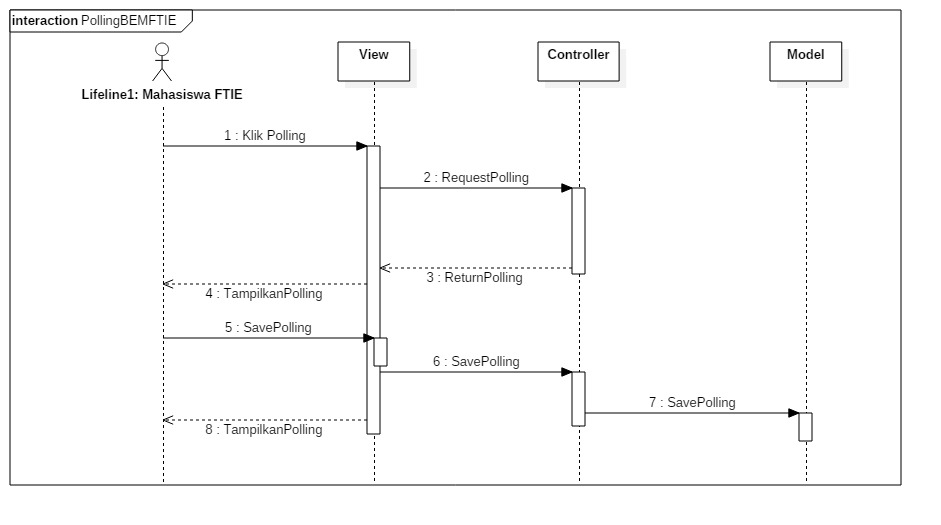 interaction PollingBEMFTIE
View
Controller
Model
Lifeline1: Mahasiswa FTIE
1 : Klik Polling
2 : RequestPolling
3 : ReturnPolling
4 : TampilkanPolling
5 : SavePolling
6 : SavePolling
7 : SavePolling
8 : TampilkanPolling